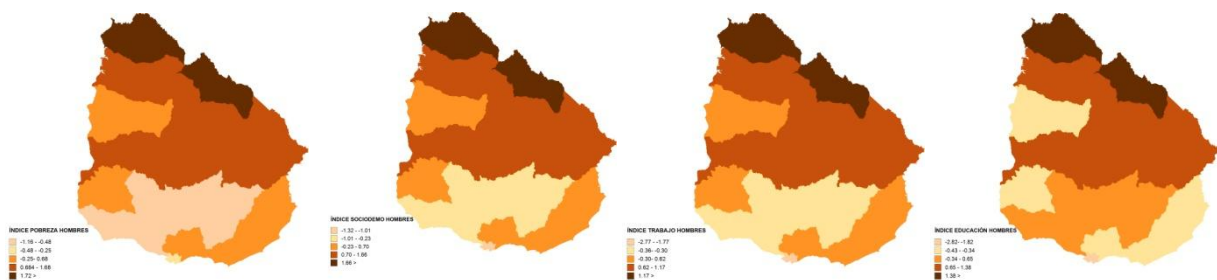 ÍNDICE POBREZA HOMBRES
-1.16 - -0.48
-0.48 - -0.25
-0.25- 0.68
0.684 - 1.68
1.72 >
ÍNDICE SOCIODEMO HOMBRES
-1.32 - -1.01
-1.01 - -0.23
-0.23 - 0.70
0.70 - 1.66
1.66 >
ÍNDICE TRABAJO HOMBRES
-2.77 - -1.77
-0.36- -0.30
-0.30- 0.62
0.62 - 1.17
1.17 >
ÍNDICE EDUCACIÓN HOMBRES
-2.82 --1.82
-0.43 - -0.34
-0.34 - 0.65
0.65 - 1.38
1.38 >